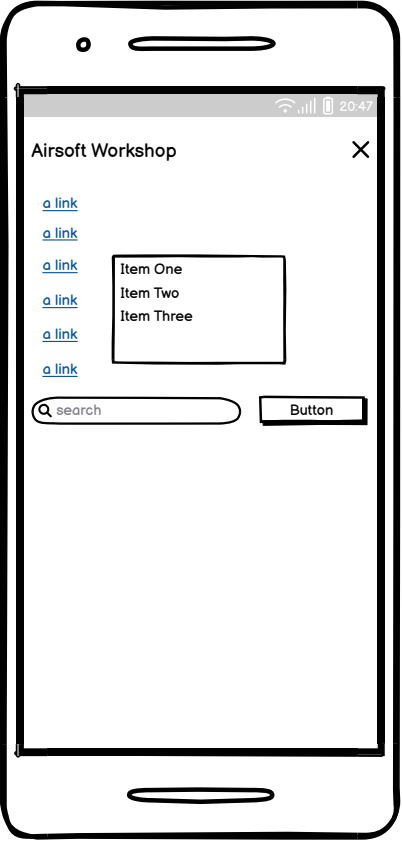 20:47
Airsoft Workshop
a link
a link
a link
Item One
Item Two
a link
Item Three
a link
a link
search
Button